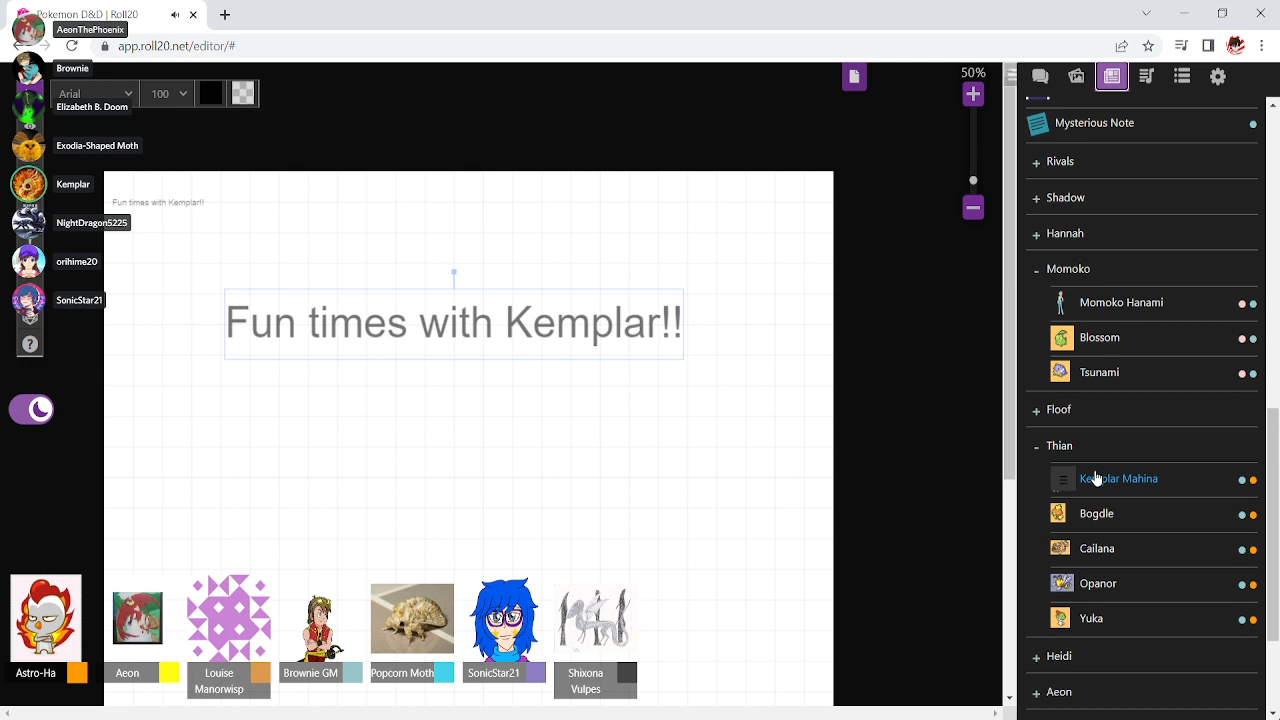 Pokemon D&D | Roll20
AeonThePhoenix
app.roll20.net/editor/#
Brownie
Arial
100
Elizabeth B. Doom
Exodia-Shaped Moth
Kemplar
NightDragon5225
orihime20
SonicStar21
?
50%
Fun times with Kemplar!!
Fun times with Kemplar!!
Mysterious Note
Rivals
Shadow
Hannah
Momoko
Momoko Hanami
Blossom
Tsunami
Floof
Thian
Kemplar Mahina
Bogdle
Cailana
Opanor
Yuka
Heidi
Aeon
Astro-Ha
Aeon
Louise
Manorwisp
Brownie GM
Popcorn Moth
SonicStar21
Shixona
Vulpes